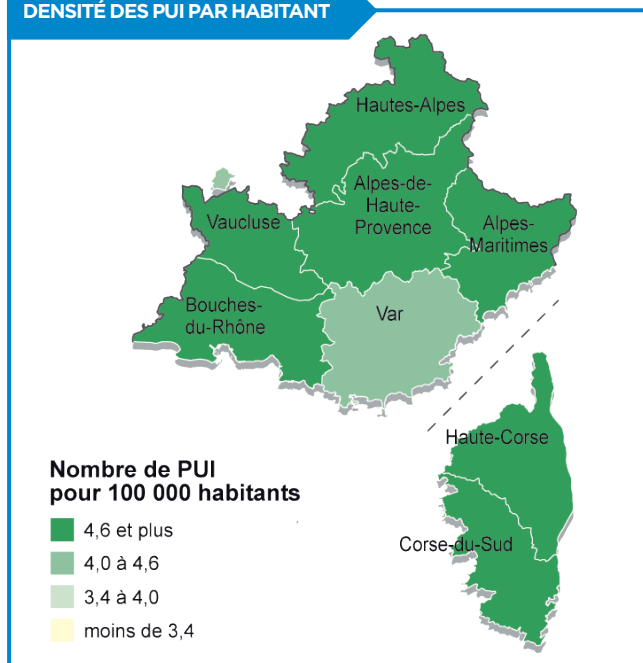 DENSITÉ DES PUI PAR HABITANT
Hautes-Alpes
Alpes-de-
Haute-
Provence
Vaucluse
Alpes-
Maritimes
Bouches-
du-Rhône
Var
Haute-Corse
Corse-du-Sud
Nombre de PUI
pour 100 000 habitants
4,6 et plus
4,0 à 4,6
3,4 à 4,0
moins de 3,4